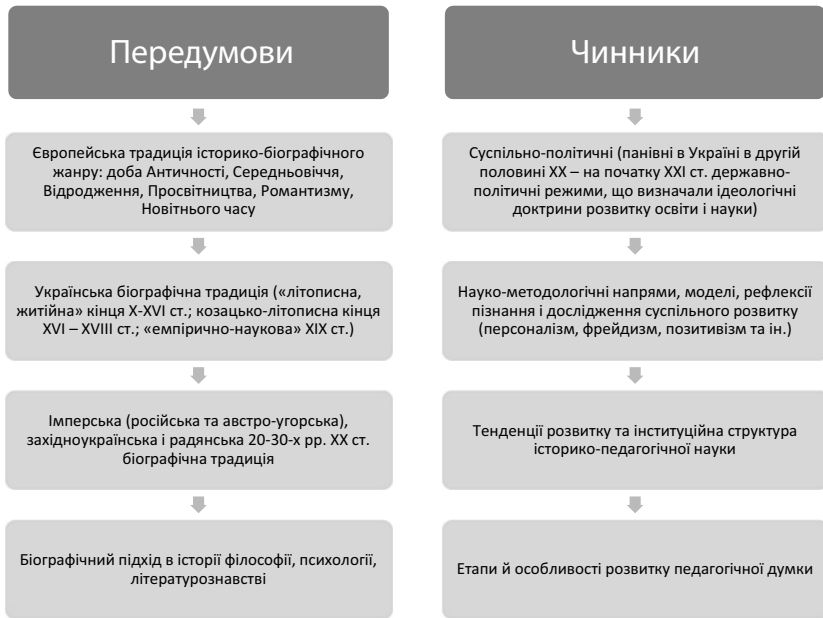 Передумови
Європейська традиція історико-біографічного
жанру: доба Античності, Середньовіччя,
Відродження, Просвітництва, Романтизму,
Новітнього часу
Українська біографічна традиція («літописна,
житійна» кінця X-XVI ст.; козацько-літописна кінця
XVI – XVIII ст.; «емпірично-наукова» XIX ст.)
Імперська (російська та австро-угорська),
західноукраїнська і радянська 20-30-х рр. XX ст.
біографічна традиція
Біографічний підхід в історії філософії, психології,
літературознавстві
Чинники
Суспільно-політичні (панівні в Україні в другій
половині XX – на початку XXI ст. державно-
політичні режими, що визначали ідеологічні
доктрини розвитку освіти і науки)
Науко-методологічні напрями, моделі, рефлексії
пізнання і дослідження суспільного розвитку
(персоналізм, фрейдизм, позитивізм та ін.)
Тенденції розвитку та інституційна структура
історико-педагогічної науки
Етапи й особливості розвитку педагогічної думки